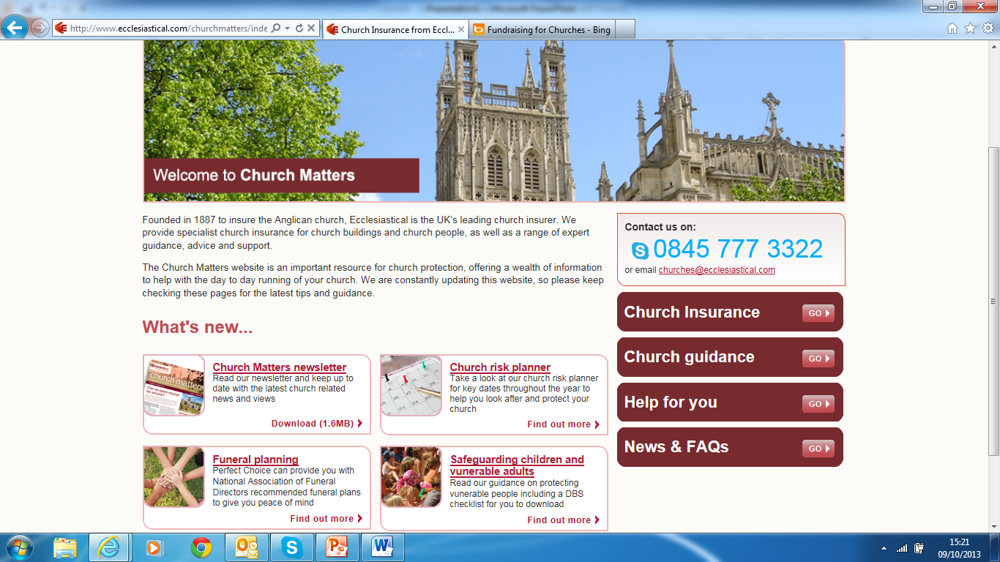 http://www.ecclesiastical.com/churchmatters/inde
Church Insurance from Eccl...
Fundraising for Churches - Bing
Welcome to Church Matters
Founded in 1887 to insure the Anglican church, Ecclesiastical is the UK's leading church insurer. We
provide specialist church insurance for church buildings and church people, as well as a range of expert
guidance, advice and support.
The Church Matters website is an important resource for church protection, offering a wealth of information
to help with the day to day running of your church. We are constantly updating this website, so please keep
checking these pages for the latest tips and guidance.
What's new...
Church Matters newsletter
Read our newsletter and keep up to
date with the latest church related
news and views
Download (1.6MB)
Church risk planner
Take a look at our church risk planner
for key dates throughout the year to
help you look after and protect your
church
Find out more
Funeral planning
Perfect Choice can provide you with
National Association of Funeral
Directors recommended funeral plans
to give you peace of mind
Find out more
Safeguarding children and
vunerable adults
Read our guidance on protecting
vunerable people including a DBS
checklist for you to download
Find out more
Contact us on:
0845 777 3322
or email churches@ecclesiastical.com
Church Insurance GO
Church guidance GO
Help for you GO
News & FAQs GO
15:21
09/10/2013